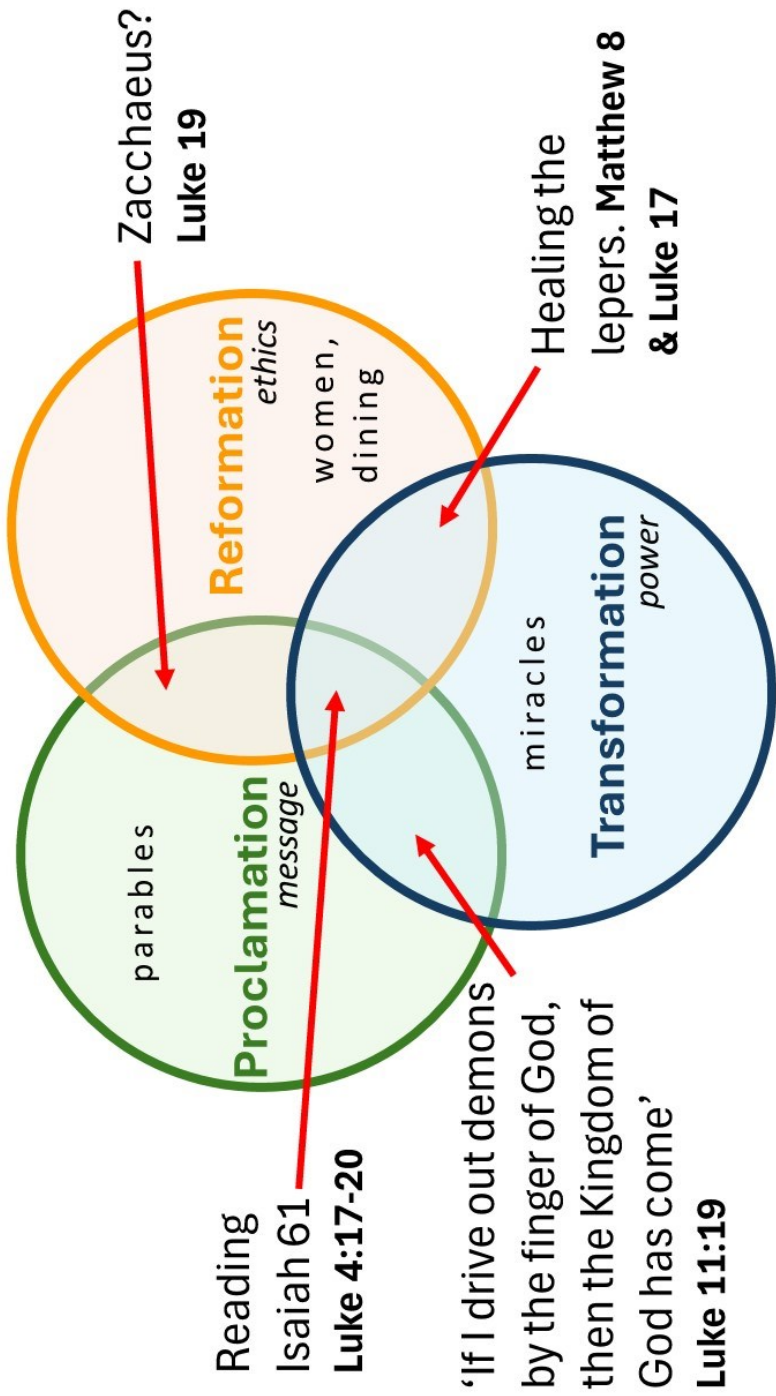 parables
Proclamation
message
Reformation
ethics
women,
dining
miracles
Transformation
power
Zacchaeus?
Luke 19
Reading
Isaiah 61
Luke 4:17-20
Healing the
lepers. Matthew 8
& Luke 17
‘If I drive out demons
by the finger of God,
then the Kingdom of
God has come’
Luke 11:19